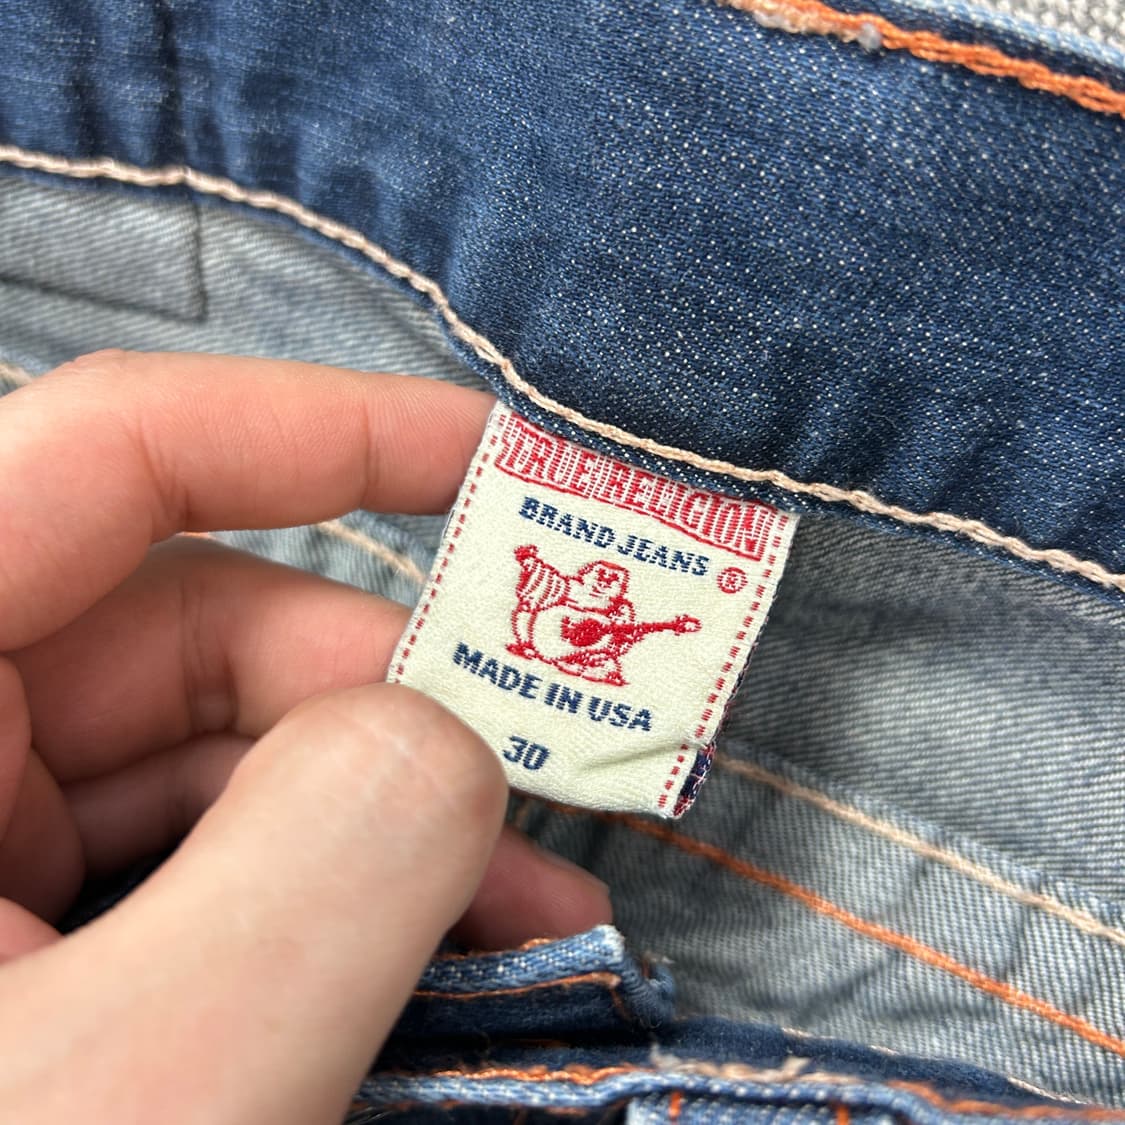 TRUE RELIGION
BRAND JEANS ®
MADE IN USA
30